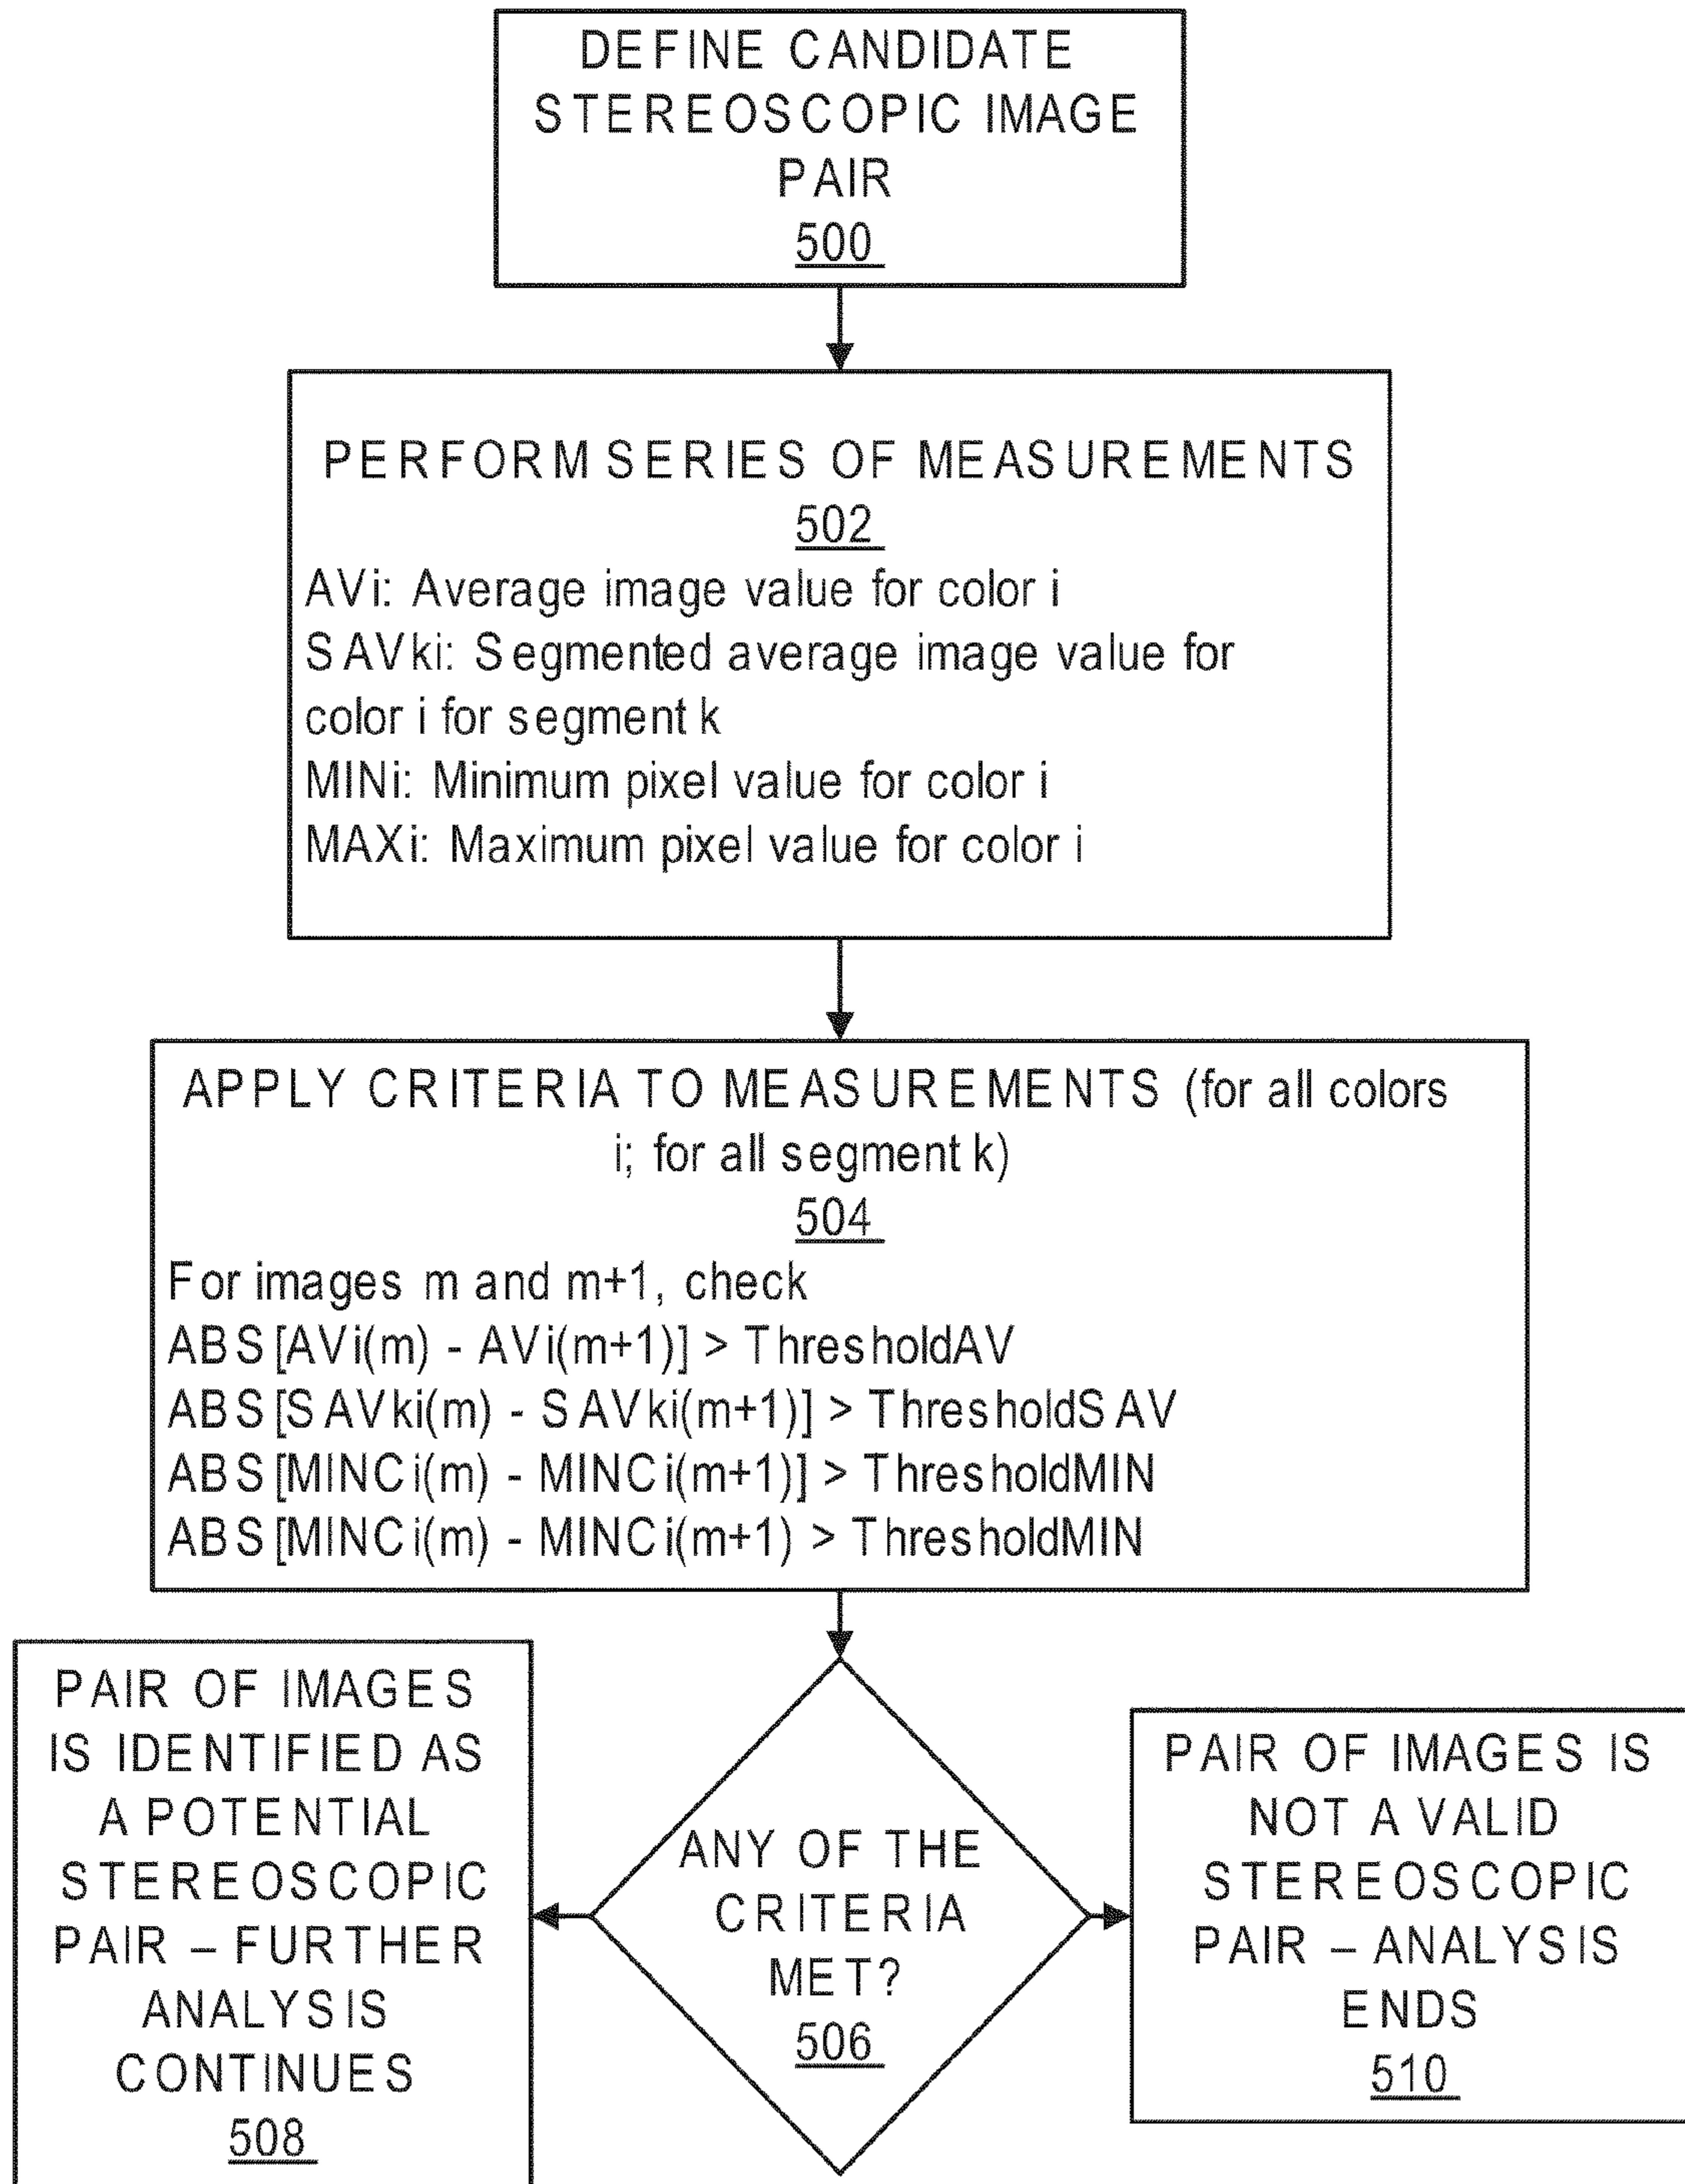 DEFINE CANDIDATE
STEREOSCOPIC IMAGE
PAIR
500
PERFORM SERIES OF MEASUREMENTS
502
AVi: Average image value for color i
SAVki: Segmented average image value for
color i for segment k
MINi: Minimum pixel value for color i
MAXi: Maximum pixel value for color i
APPLY CRITERIA TO MEASUREMENTS (for all colors
i; for all segment k)
504
For images m and m+1, check
ABS[AVi(m) - AVi(m+1)] > ThresholdAV
ABS[SAVki(m) - SAVki(m+1)] > ThresholdSAV
ABS[MINCi(m) - MINCi(m+1)] > ThresholdMIN
ABS[MINCi(m) - MINCi(m+1) > ThresholdMIN
PAIR OF IMAGES
IS IDENTIFIED AS
A POTENTIAL
STEREOSCOPIC
PAIR – FURTHER
ANALYSIS
CONTINUES
508
ANY OF THE
CRITERIA
MET?
506
PAIR OF IMAGES IS
NOT A VALID
STEREOSCOPIC
PAIR – ANALYSIS
ENDS
510